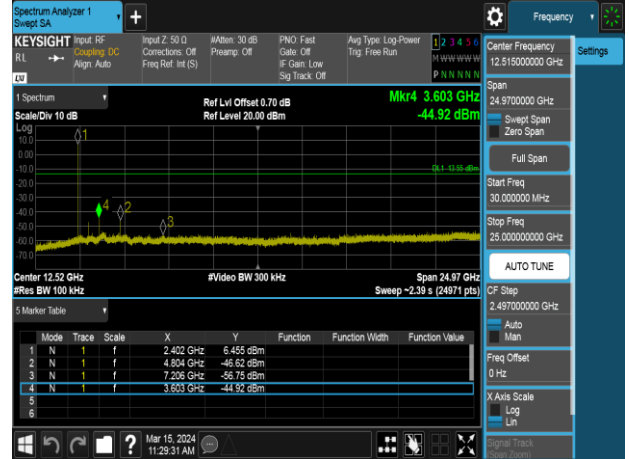 Spectrum Analyzer 1
Swept SA
Frequency
KEYSIGHT
RL
LXI
Input: RF
Coupling: DC
Align: Auto
Input Z: 50 Ω
Corrections: Off
Freq Ref: Int (S)
#Atten: 30 dB
Preamp: Off
PNO: Fast
Gate: Off
IF Gain: Low
Sig Track: Off
Avg Type: Log-Power
Trig: Free Run
1 2 3 4 5 6
M W W W W W
P N N N N N
1 Spectrum
Scale/Div 10 dB
Ref Lvl Offset 0.70 dB
Ref Level 20.00 dBm
Mkr4 3.603 GHz
-44.92 dBm
Log
10.0
0.00
-10.0
-20.0
-30.0
-40.0
-50.0
-60.0
-70.0
1
2
3
4
DL1 -13.55 dBm
Center 12.52 GHz
#Res BW 100 kHz
#Video BW 300 kHz
Span 24.97 GHz
Sweep ~2.39 s (24971 pts)
5 Marker Table
Mode Trace Scale X Y Function Function Width Function Value
1 N 1 f 2.402 GHz 6.455 dBm
2 N 1 f 4.804 GHz -46.62 dBm
3 N 1 f 7.206 GHz -56.75 dBm
4 N 1 f 3.603 GHz -44.92 dBm
5
6
?
Mar 15, 2024
11:29:31 AM
Center Frequency
12.515000000 GHz
Settings
Span
24.9700000 GHz
Swept Span
Zero Span
Full Span
Start Freq
30.000000 MHz
Stop Freq
25.000000000 GHz
AUTO TUNE
CF Step
2.497000000 GHz
Auto
Man
Freq Offset
0 Hz
X Axis Scale
Log
Lin
Signal Track
(Span Zoom)